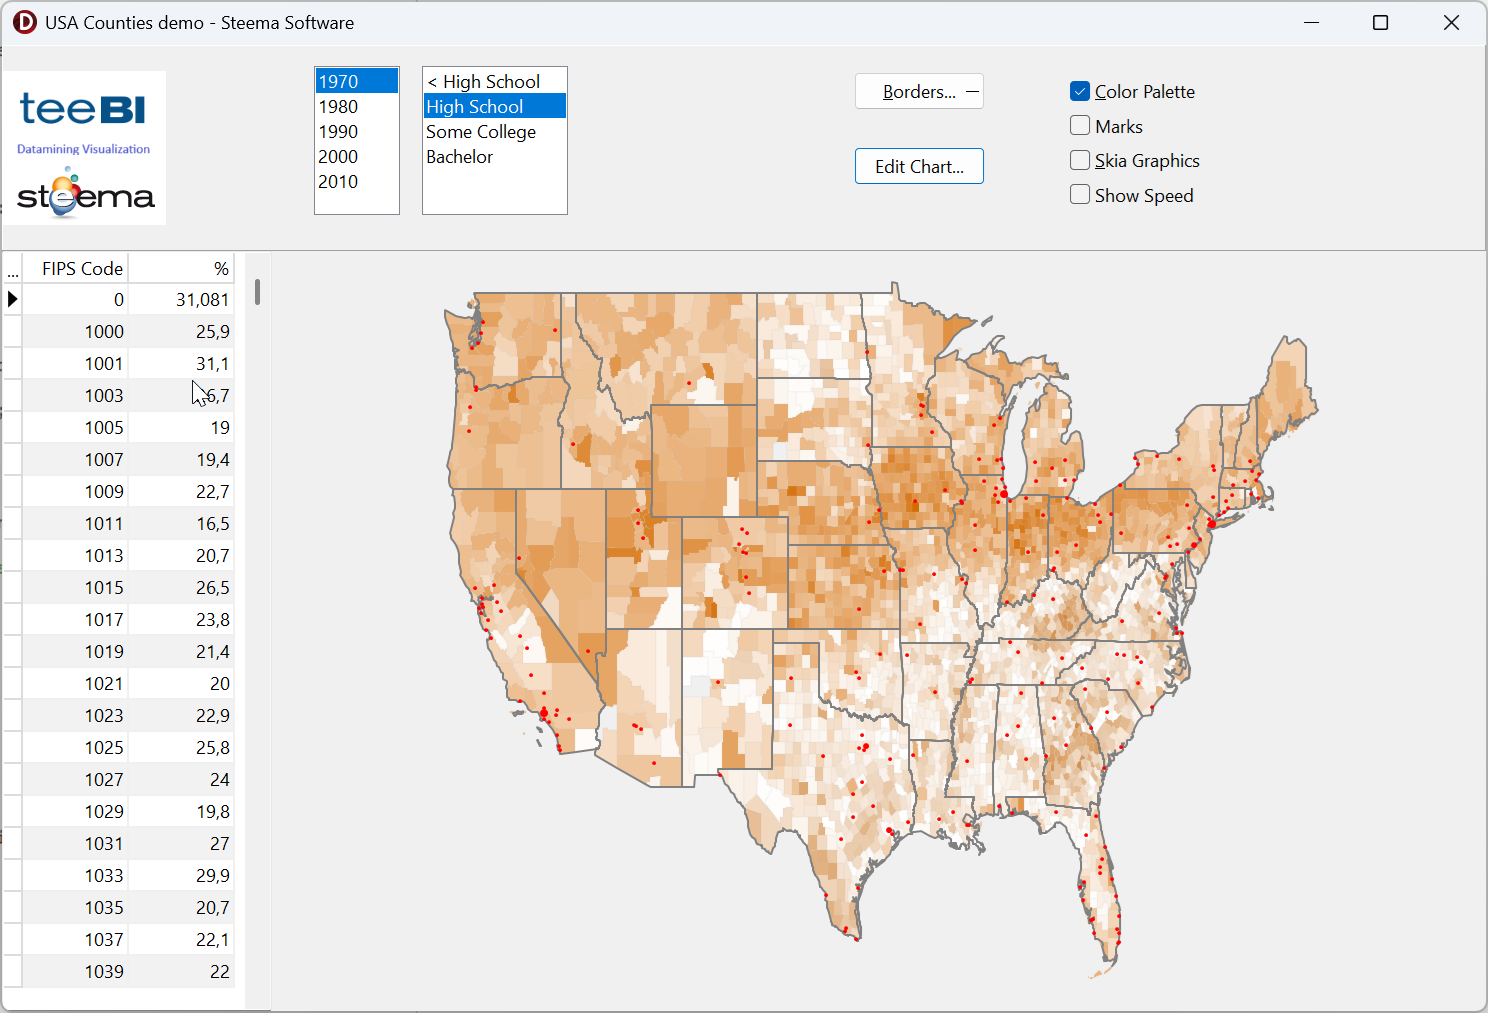 USA Counties demo - Steema Software
teeBI
Datamining Visualization
steema
1970
1980
1990
2000
2010
< High School
High School
Some College
Bachelor
Borders...
Edit Chart...
Color Palette
Marks
Skia Graphics
Show Speed
... FIPS Code %
0 31,081
1000 25,9
1001 31,1
1003 6,7
1005 19
1007 19,4
1009 22,7
1011 16,5
1013 20,7
1015 26,5
1017 23,8
1019 21,4
1021 20
1023 22,9
1025 25,8
1027 24
1029 19,8
1031 27
1033 29,9
1035 20,7
1037 22,1
1039 22